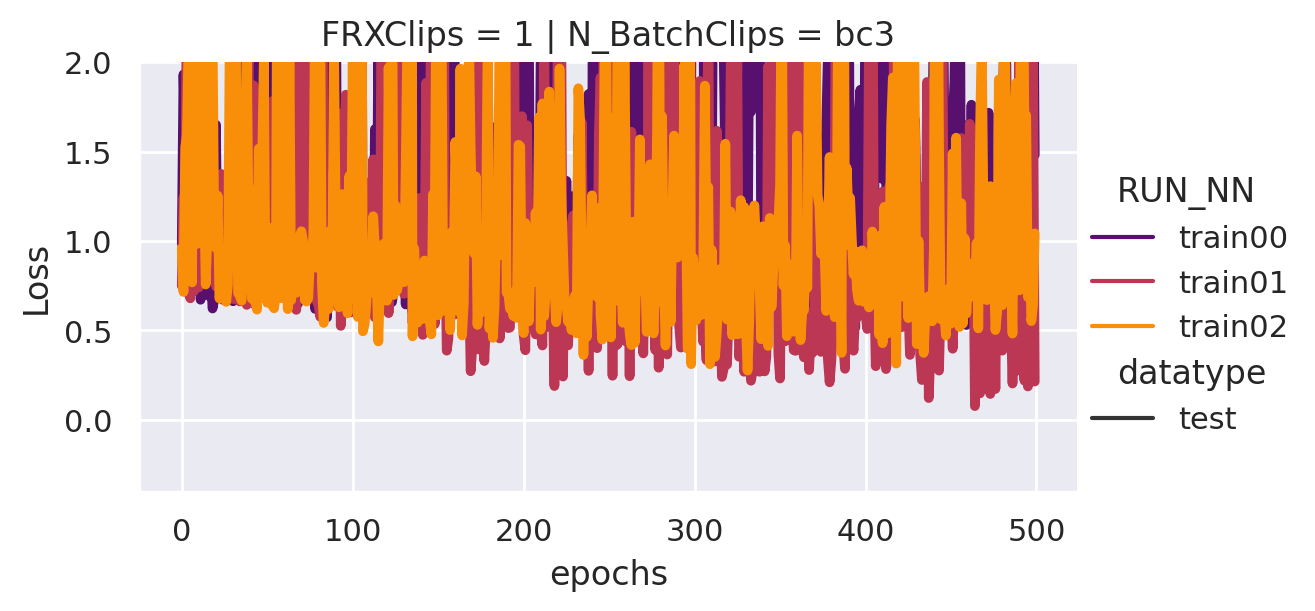 FRXClips = 1 | N_BatchClips = bc3
2.0
1.5
1.0
0.5
0.0
Loss
0 100 200 300 400 500
epochs
RUN_NN
train00
train01
train02
datatype
test